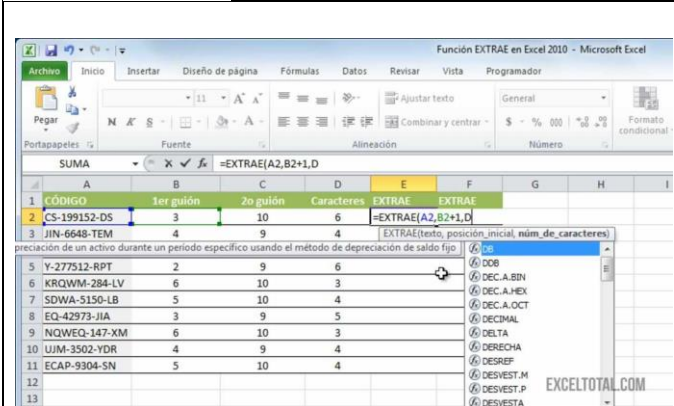 Función EXTRAE en Excel 2010 - Microsoft Excel
Archivo Inicio Insertar Diseño de página Fórmulas Datos Revisar Vista Programador
Pegar
11 A A
Ajustar texto
General
N K S A
Combinar y centrar
$ % 000
Formato condicional
Portapapeles Fuente Alineación Número
SUMA fx =EXTRAE(A2,B2+1,D
A B C D E F G H I
1 CÓDIGO 1er guión 2o guión Caracteres EXTRAE EXTRAE
2 CS-199152-DS 3 10 6 =EXTRAE(A2,B2+1,D
3 JIN-6648-TEM 4 9 4 EXTRAE(texto, posición_inicial, núm_de_caracteres)
preciación de un activo durante un período específico usando el método de depreciación de saldo fijo DB
DDB
5 Y-277512-RPT 2 9 6
DEC.A.BIN
6 KRQWM-284-LV 6 10 3
DEC.A.HEX
7 SDWA-5150-LB 5 10 4
DEC.A.OCT
8 EQ-42973-JIA 3 9 5
DECIMAL
9 NQWEQ-147-XM 6 10 3
DELTA
10 UJM-3502-YDR 4 9 4
DERECHA
11 ECAP-9304-SN 5 10 4
DESREF
DESVEST.M
12
DESVEST.P
EXCELTOTAL.COM
13
DESVESTA